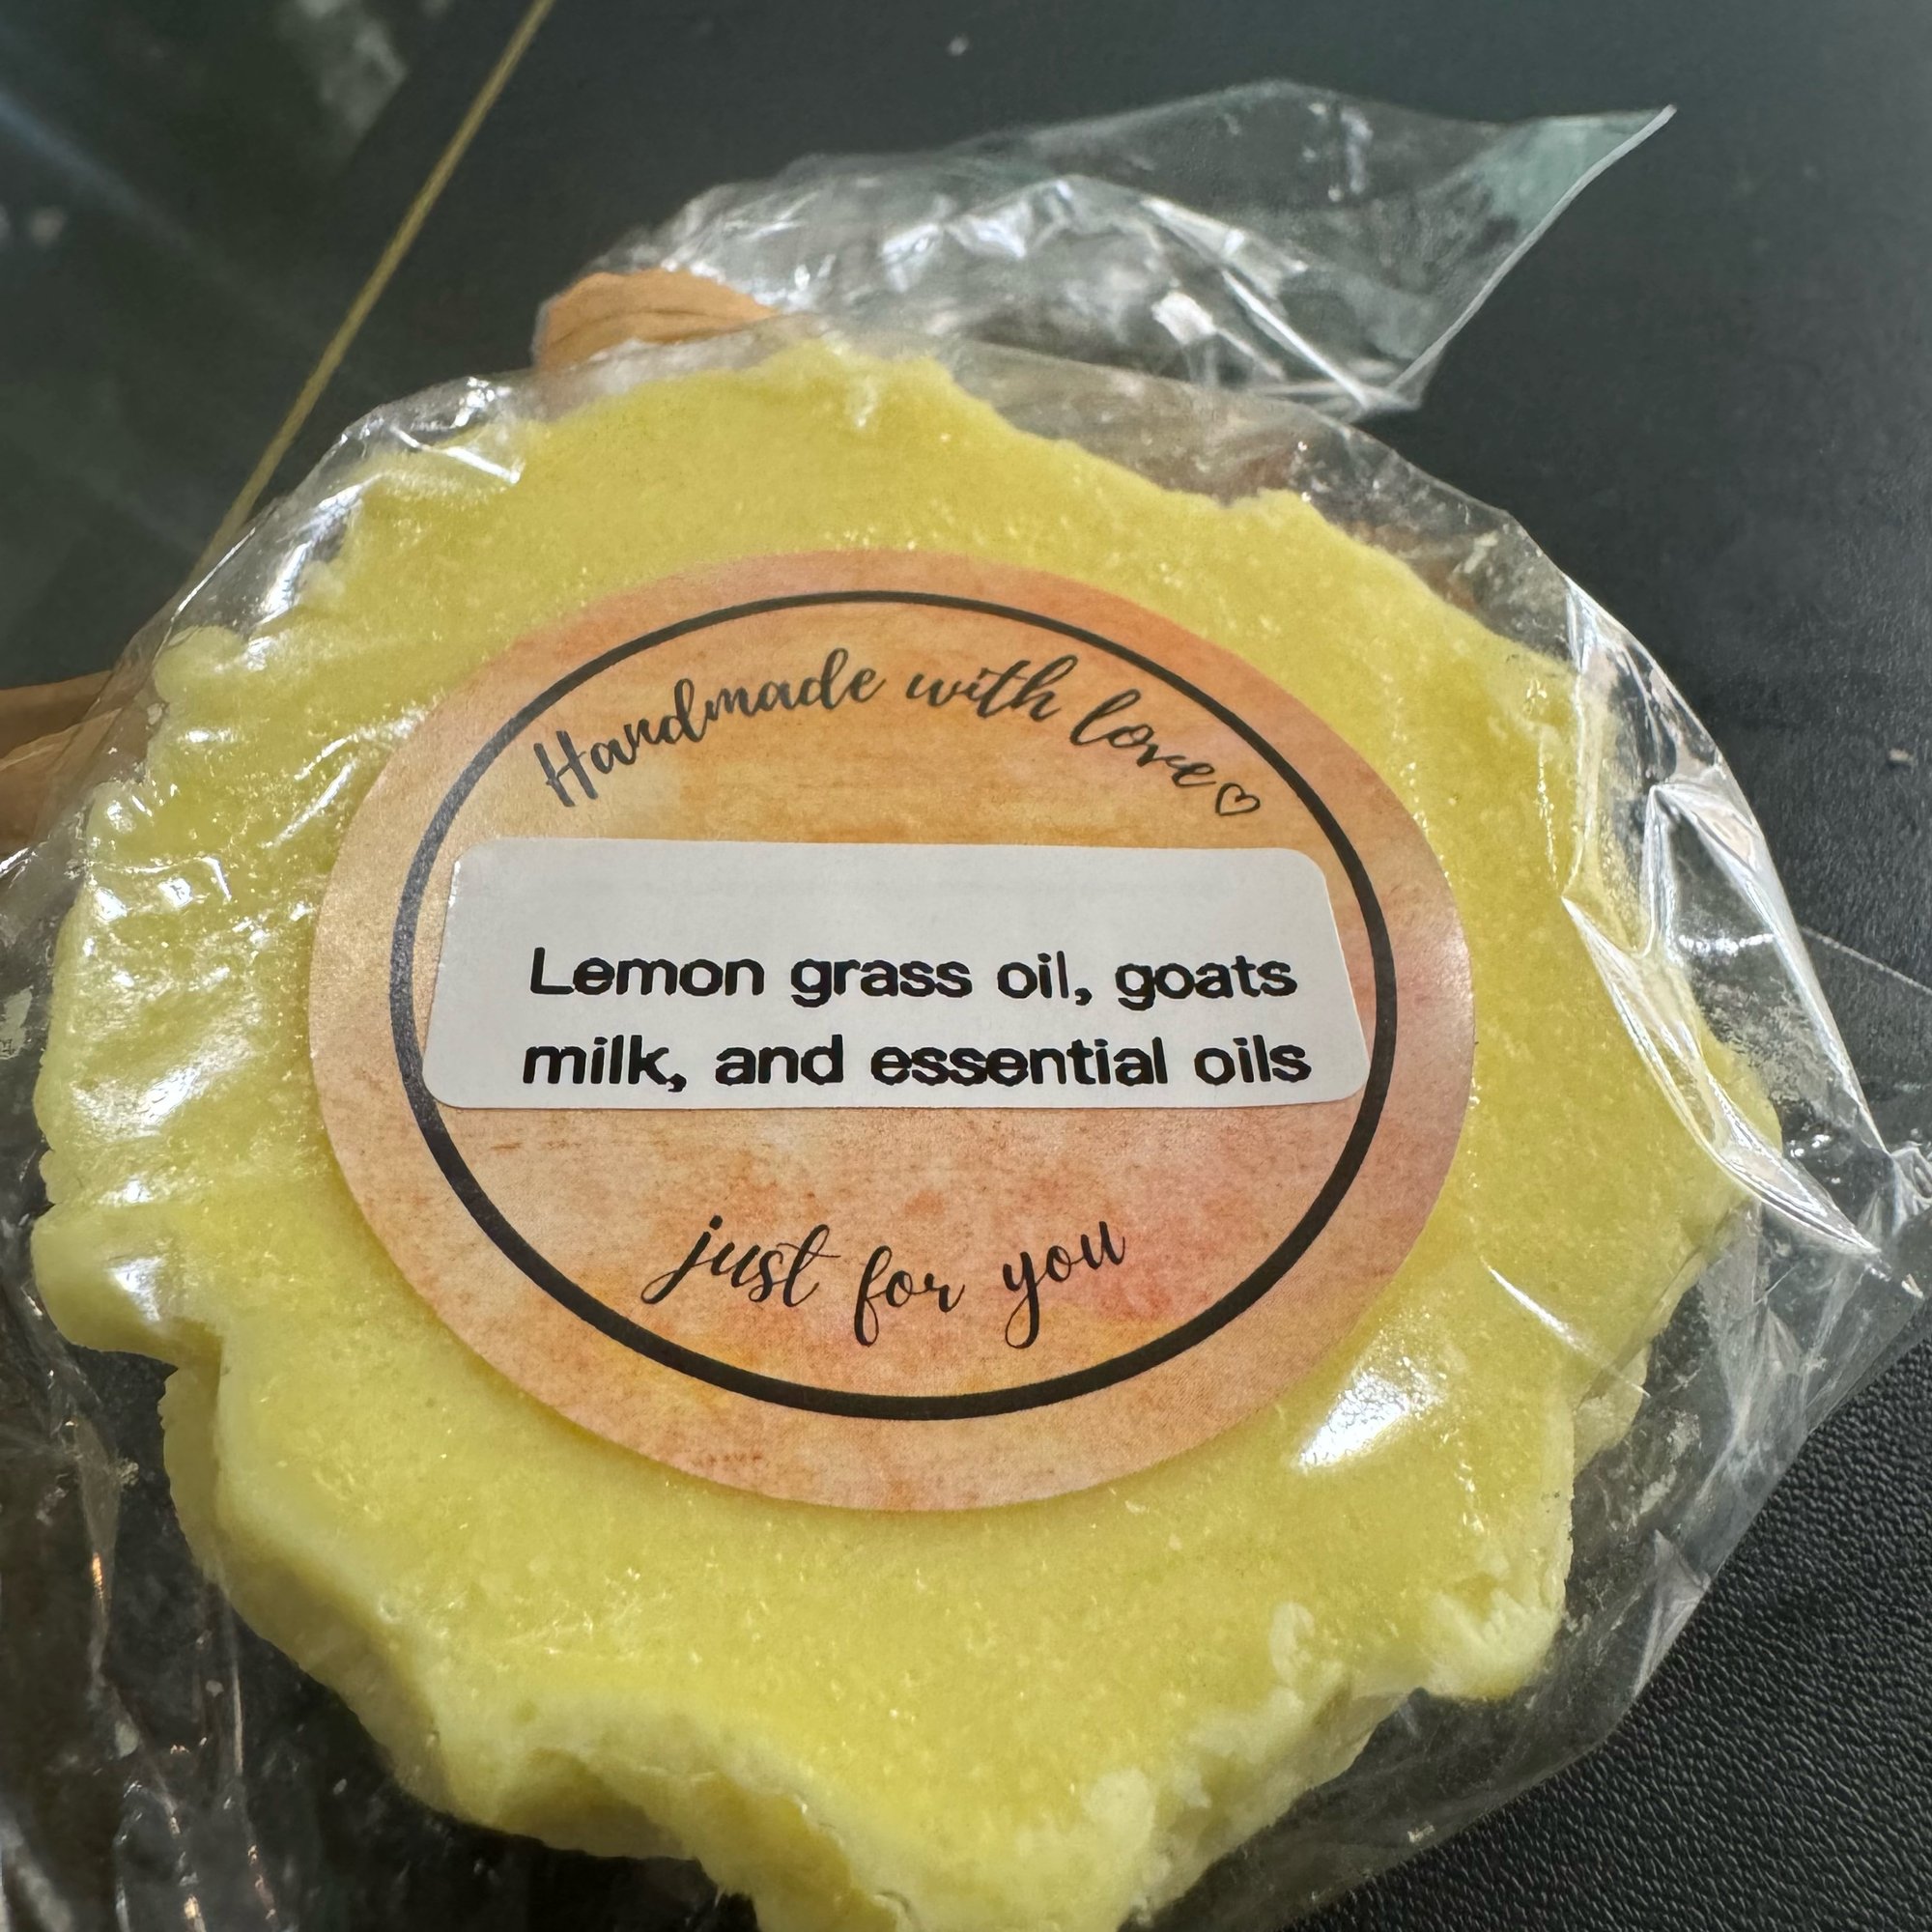 Handmade with love♡
Lemon grass oil, goats
milk, and essential oils
just for you